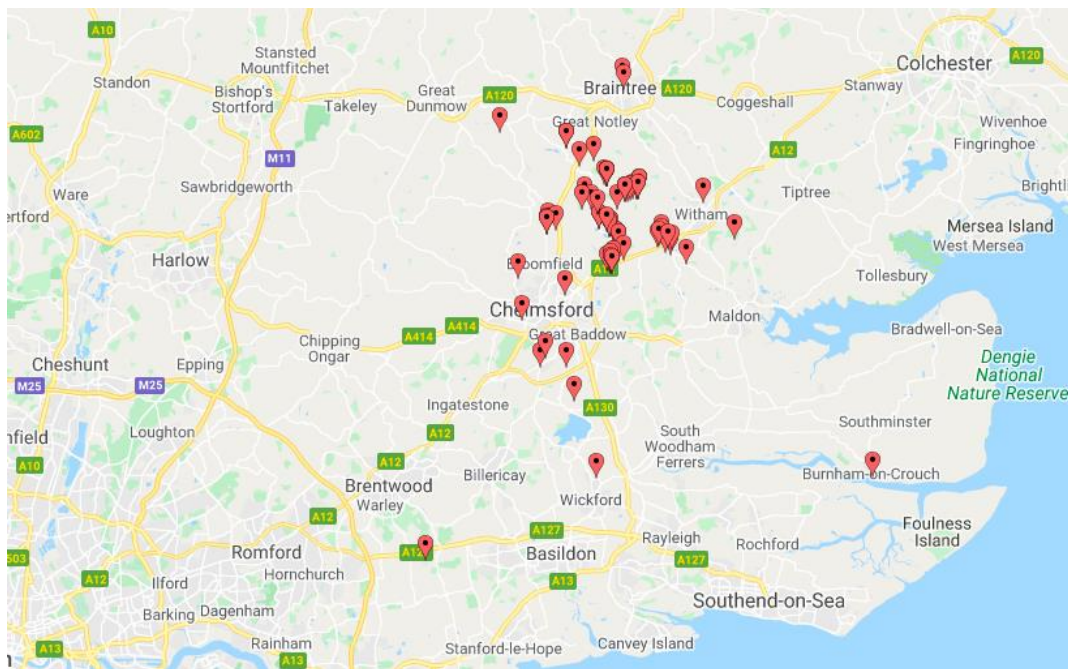 A10
Stansted
Mountfitchet
Standon
Bishop's
Stortford
Takeley
Great
Dunmow
A120
Braintree
A120
Coggeshall
Stanway
Colchester
A120
Great Notley
Wivenhoe
Fingringhoe
A602
M11
A12
Ware
Sawbridgeworth
Tiptree
Brightli
ertford
Witham
Mersea Island
West Mersea
Harlow
Broomfield
Tollesbury
Chelmsford
Maldon
A414
A414
Great Baddow
Bradwell-on-Sea
Chipping
Ongar
Cheshunt
Epping
Dengie
National
Nature Reserve
M25
M25
Ingatestone
A130
Loughton
A12
Southminster
nfield
South
Woodham
Ferrers
A10
A12
Billericay
Burnham-on-Crouch
Brentwood
Warley
Wickford
A12
A127
Foulness
Island
Rayleigh
Rochford
Romford
Basildon
A127
503
Hornchurch
A12
Ilford
A13
Barking
Dagenham
Southend-on-Sea
Rainham
Stanford-le-Hope
Canvey Island
A13
A13